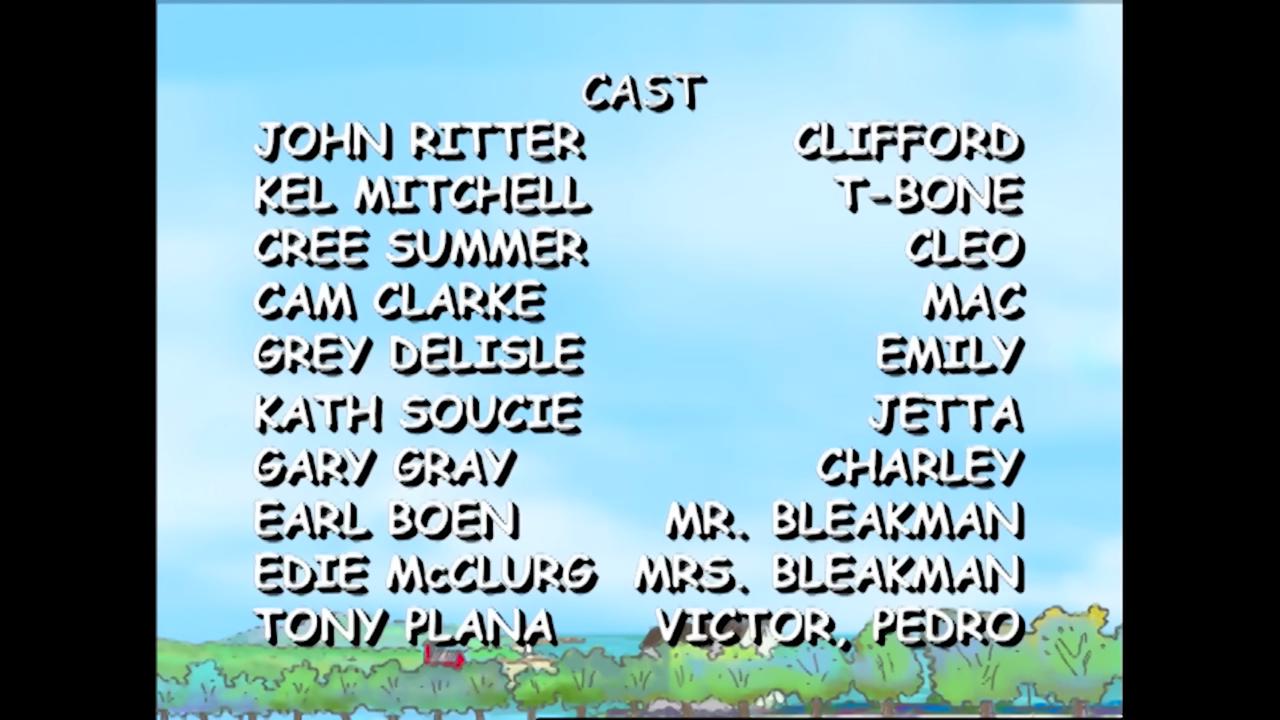 CAST
JOHN RITTER CLIFFORD
KEL MITCHELL T-BONE
CREE SUMMER CLEO
CAM CLARKE MAC
GREY DELISLE EMILY
KATH SOUCIE JETTA
GARY GRAY CHARLEY
EARL BOEN MR. BLEAKMAN
EDIE McCLURG MRS. BLEAKMAN
TONY PLANA VICTOR, PEDRO